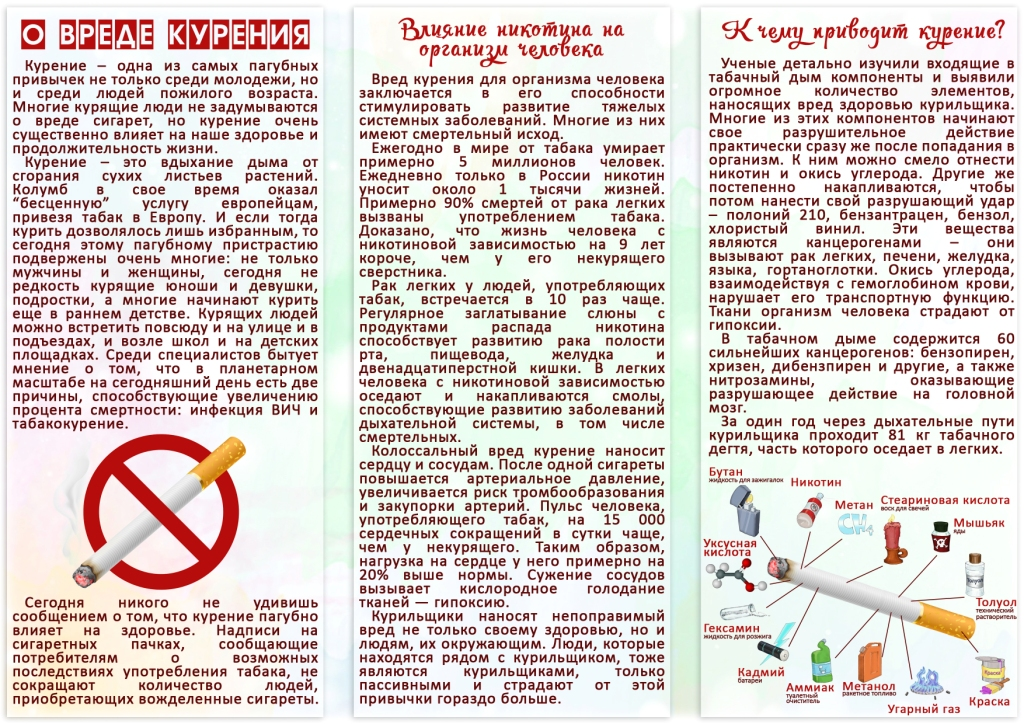 О ВРЕДЕ КУРЕНИЯ
Курение – одна из самых пагубных
привычек не только среди молодежи, но
и среди людей пожилого возраста.
Многие курящие люди не задумываются
о вреде сигарет, но курение очень
существенно влияет на наше здоровье и
продолжительность жизни.
Курение – это вдыхание дыма от
сгорания сухих листьев растений.
Колумб в свое время оказал
“бесценную” услугу европейцам,
привезя табак в Европу. И если тогда
курить дозволялось лишь избранным, то
сегодня этому пагубному пристрастию
подвержены очень многие: не только
мужчины и женщины, сегодня не
редкость курящие юноши и девушки,
подростки, а многие начинают курить
еще в раннем детстве. Курящих людей
можно встретить повсюду и на улице и в
подъездах, и возле школ и на детских
площадках. Среди специалистов бытует
мнение о том, что в планетарном
масштабе на сегодняшний день есть две
причины, способствующие увеличению
процента смертности: инфекция ВИЧ и
табакокурение.
Сегодня никого не удивишь
сообщением о том, что курение пагубно
влияет на здоровье. Надписи на
сигаретных пачках, сообщающие
потребителям о возможных
последствиях употребления табака, не
сокращают количество людей,
приобретающих вожделенные сигареты.
Влияние никотина на
организм человека
Вред курения для организма человека
заключается в его способности
стимулировать развитие тяжелых
системных заболеваний. Многие из них
имеют смертельный исход.
Ежегодно в мире от табака умирает
примерно 5 миллионов человек.
Ежедневно только в России никотин
уносит около 1 тысячи жизней.
Примерно 90% смертей от рака легких
вызваны употреблением табака.
Доказано, что жизнь человека с
никотиновой зависимостью на 9 лет
короче, чем у его некурящего
сверстника.
Рак легких у людей, употребляющих
табак, встречается в 10 раз чаще.
Регулярное заглатывание слюны с
продуктами распада никотина
способствует развитию рака полости
рта, пищевода, желудка и
двенадцатиперстной кишки. В легких
человека с никотиновой зависимостью
оседают и накапливаются смолы,
способствующие развитию заболеваний
дыхательной системы, в том числе
смертельных.
Колоссальный вред курение наносит
сердцу и сосудам. После одной сигареты
повышается артериальное давление,
увеличивается риск тромбообразования
и закупорки артерий. Пульс человека,
употребляющего табак, на 15 000
сердечных сокращений в сутки чаще,
чем у некурящего. Таким образом,
нагрузка на сердце у него примерно на
20% выше нормы. Сужение сосудов
вызывает кислородное голодание
тканей — гипоксию.
Курильщики наносят непоправимый
вред не только своему здоровью, но и
людям, их окружающим. Люди, которые
находятся рядом с курильщиком, тоже
являются курильщиками, только
пассивными и страдают от этой
привычки гораздо больше.
К чему приводит курение?
Ученые детально изучили входящие в
табачный дым компоненты и выявили
огромное количество элементов,
наносящих вред здоровью курильщика.
Многие из этих компонентов начинают
свое разрушительное действие
практически сразу же после попадания в
организм. К ним можно смело отнести
никотин и окись углерода. Другие же
постепенно накапливаются, чтобы
потом нанести свой разрушающий удар
– полоний 210, бензантрацен, бензол,
хлористый винил. Эти вещества
являются канцерогенами – они
вызывают рак легких, печени, желудка,
языка, гортаноглотки. Окись углерода,
взаимодействуя с гемоглобином крови,
нарушает его транспортную функцию.
Ткани организм человека страдают от
гипоксии.
В табачном дыме содержится 60
сильнейших канцерогенов: бензопирен,
хризен, дибензпирен и другие, а также
нитрозамины, оказывающие
разрушающее действие на головной
мозг.
За один год через дыхательные пути
курильщика проходит 81 кг табачного
дегтя, часть которого оседает в легких.
Бутан
жидкость для зажигалок
Никотин
Метан
CH4
Стеариновая кислота
воск для свечей
Мышьяк
яды
Уксусная
кислота
Толуол
технический
растворитель
Гексамин
жидкость для розжига
Кадмий
батареи
Аммиак
туалетный
очиститель
Метанол
ракетное топливо
Угарный газ
Краска